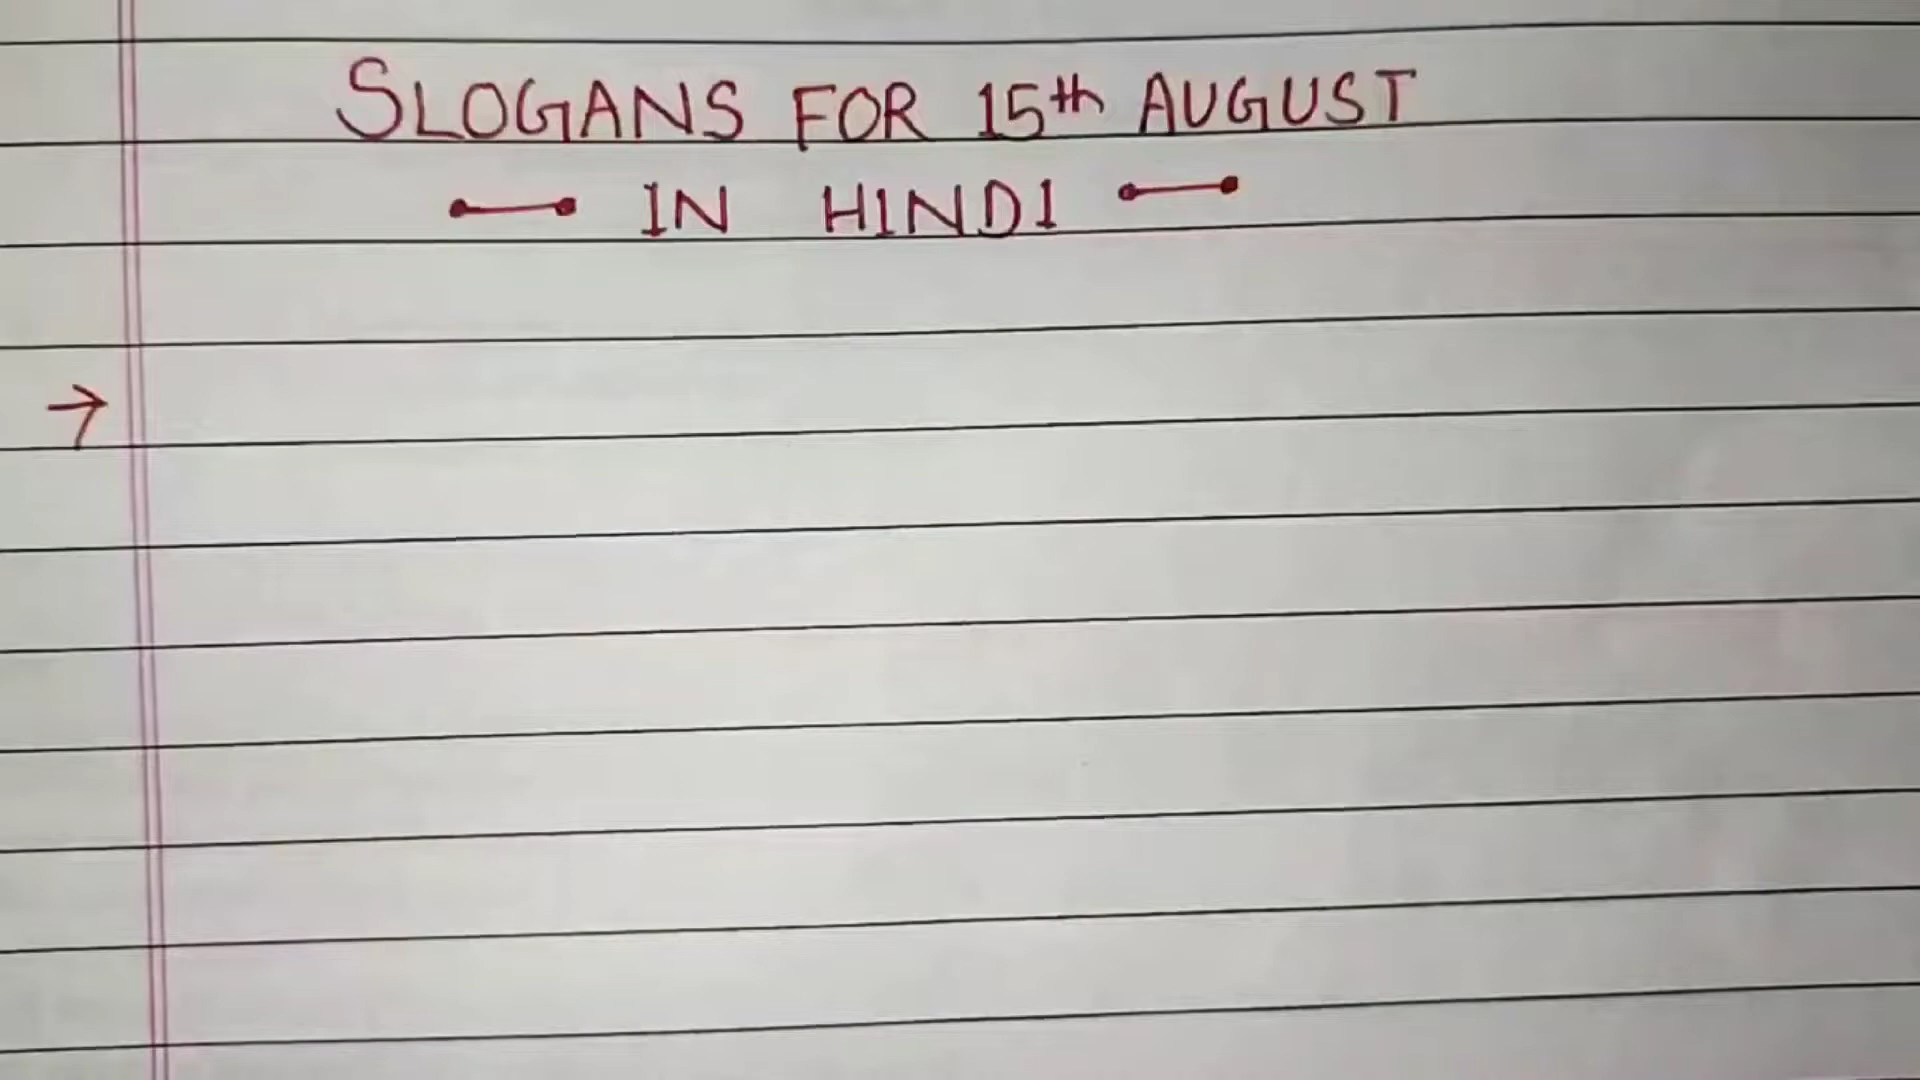 SLOGANS FOR 15th AUGUST
IN HINDI
→